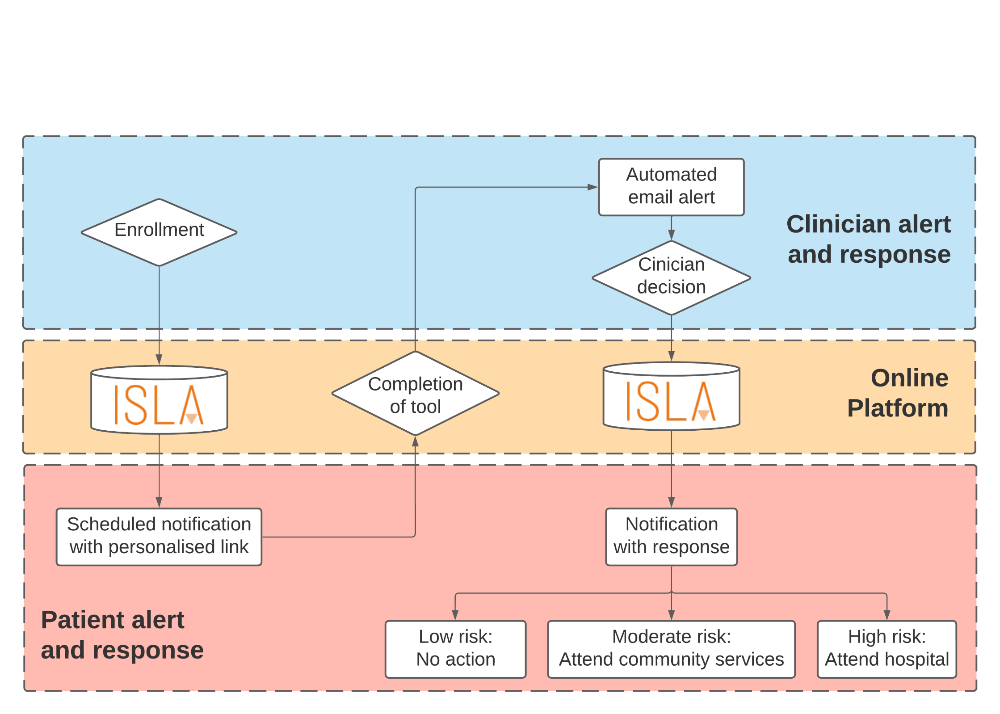 Automated
email alert
Enrollment
Clinician alert
and response
Cinician
decision
ISLA
Completion
of tool
ISLA
Online
Platform
Scheduled notification
with personalised link
Notification
with response
Patient alert
and response
Low risk:
No action
Moderate risk:
Attend community services
High risk:
Attend hospital